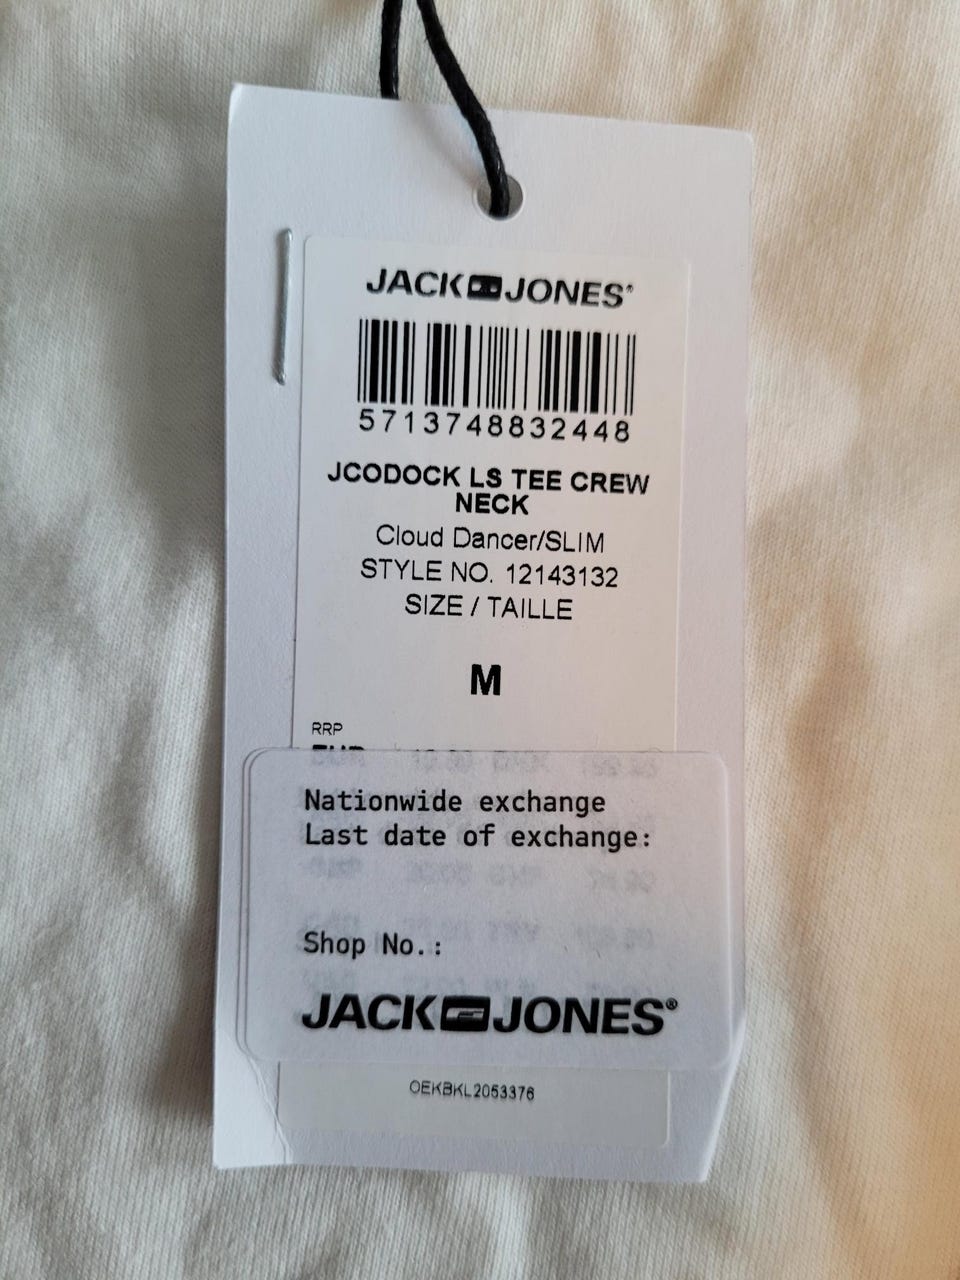 JACK JONES®
5713748832448
JCODOCK LS TEE CREW
NECK
Cloud Dancer/SLIM
STYLE NO. 12143132
SIZE / TAILLE
M
RRP
EUR
Nationwide exchange
Last date of exchange:
Shop No.:
JACK JONES®
OEKBKL2053376